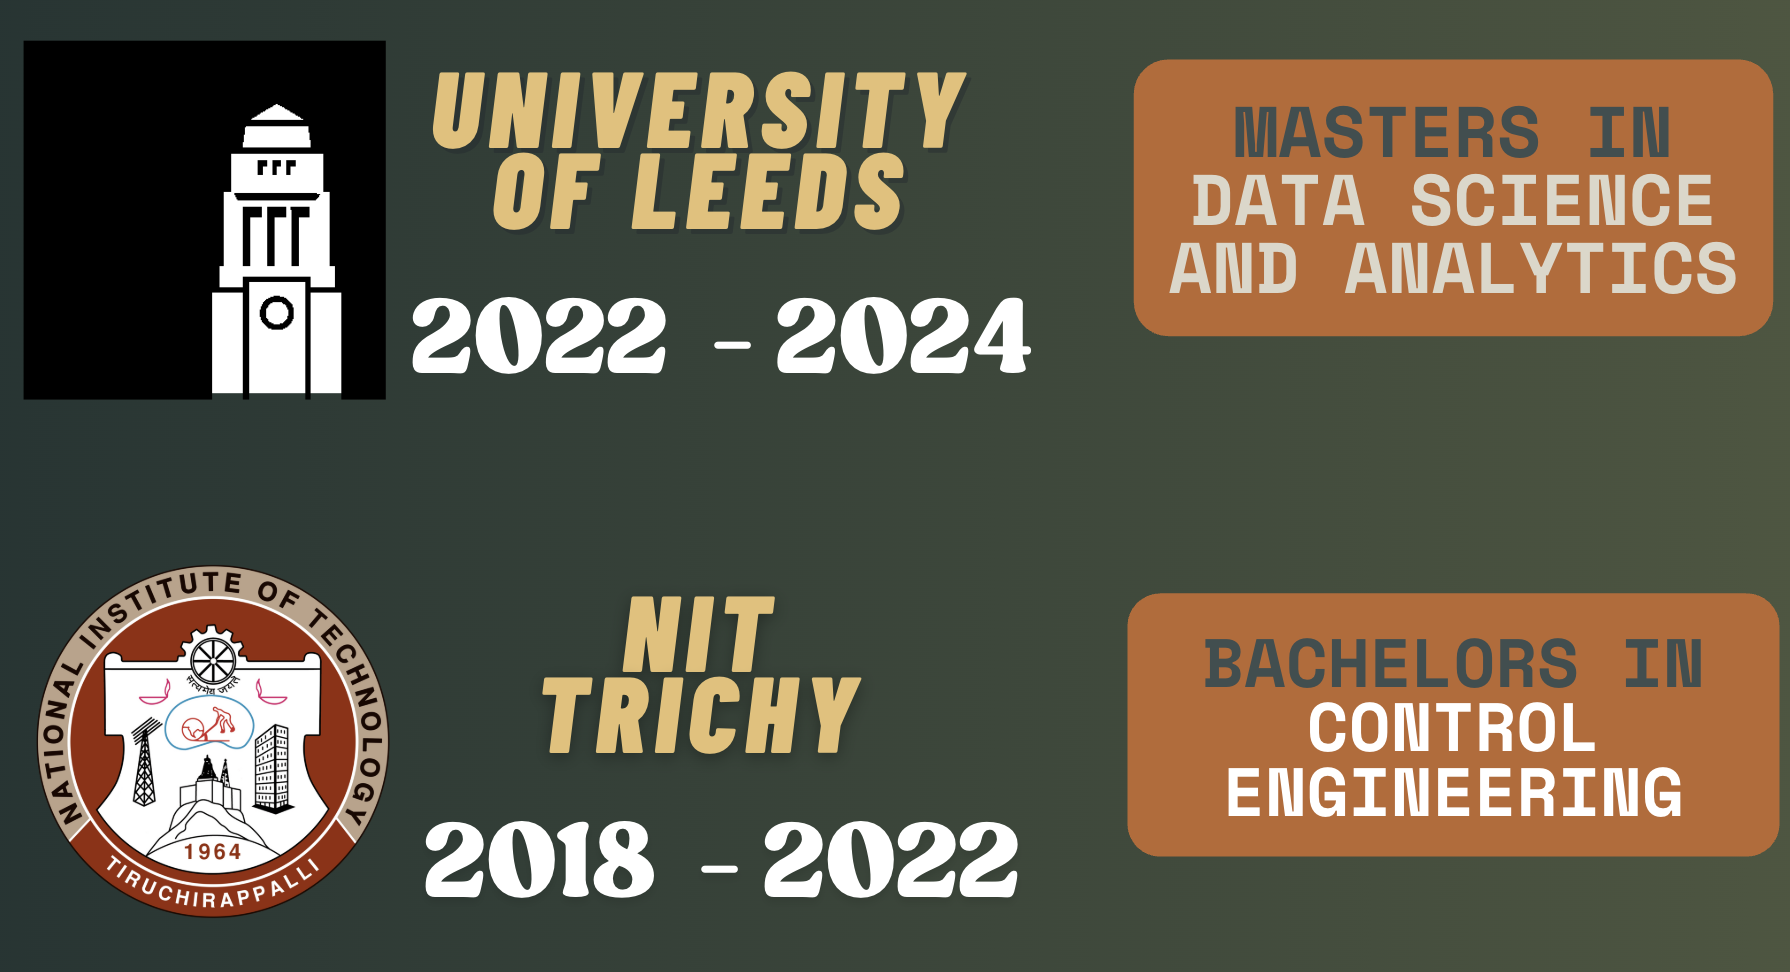 UNIVERSITY
OF LEEDS
2022 - 2024
MASTERS IN
DATA SCIENCE
AND ANALYTICS
NATIONAL INSTITUTE OF TECHNOLOGY
सत्यमेव जयते
1964
TIRUCHIRAPPALLI
NIT
TRICHY
2018 - 2022
BACHELORS IN
CONTROL
ENGINEERING